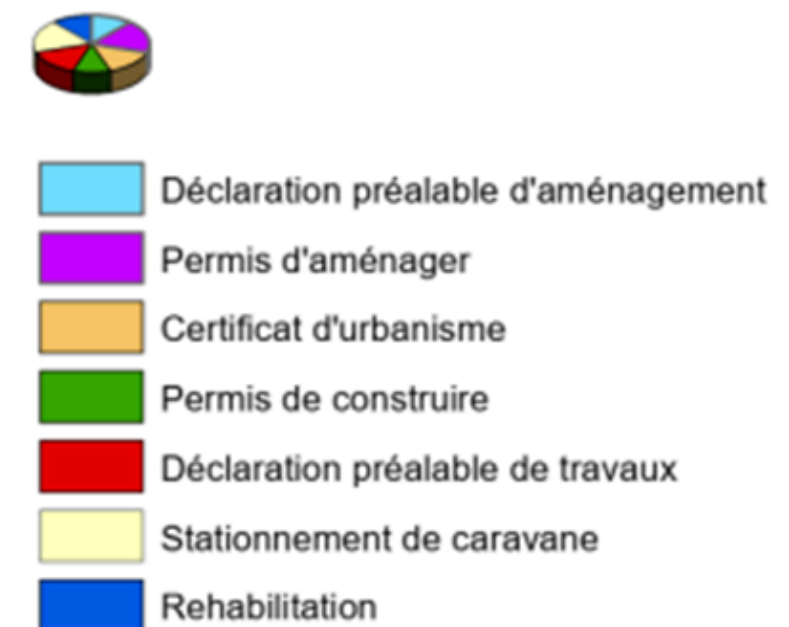 Déclaration préalable d'aménagement
Permis d'aménager
Certificat d'urbanisme
Permis de construire
Déclaration préalable de travaux
Stationnement de caravane
Rehabilitation